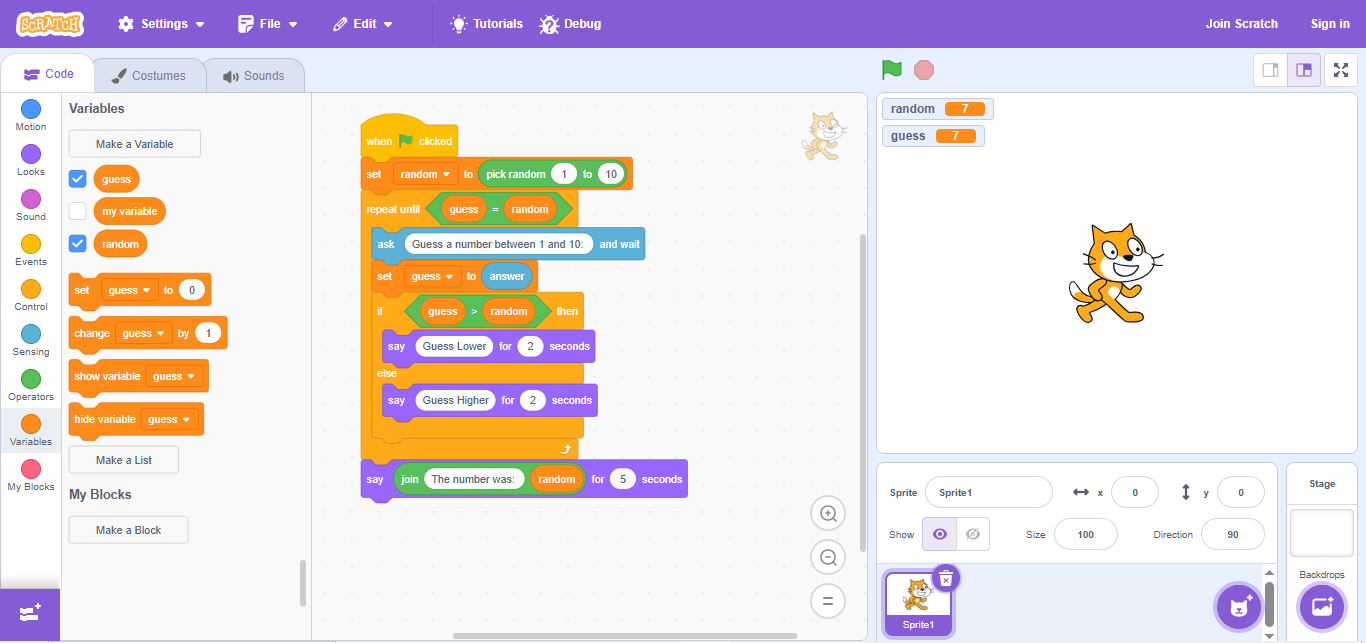 SCRATCH Settings File Edit Tutorials Debug Join Scratch Sign in
Code Costumes Sounds
Motion
Looks
Sound
Events
Control
Sensing
Operators
Variables
My Blocks
Variables
Make a Variable
guess
my variable
random
set guess to 0
change guess by 1
show variable guess
hide variable guess
Make a List
My Blocks
Make a Block
when clicked
set random to pick random 1 to 10
repeat until guess = random
ask Guess a number between 1 and 10: and wait
set guess to answer
if guess > random then
say Guess Lower for 2 seconds
else
say Guess Higher for 2 seconds
say join The number was: random for 5 seconds
random 7
guess 7
Sprite Sprite1 x 0 y 0
Show Size 100 Direction 90
Sprite1
Stage
Backdrops